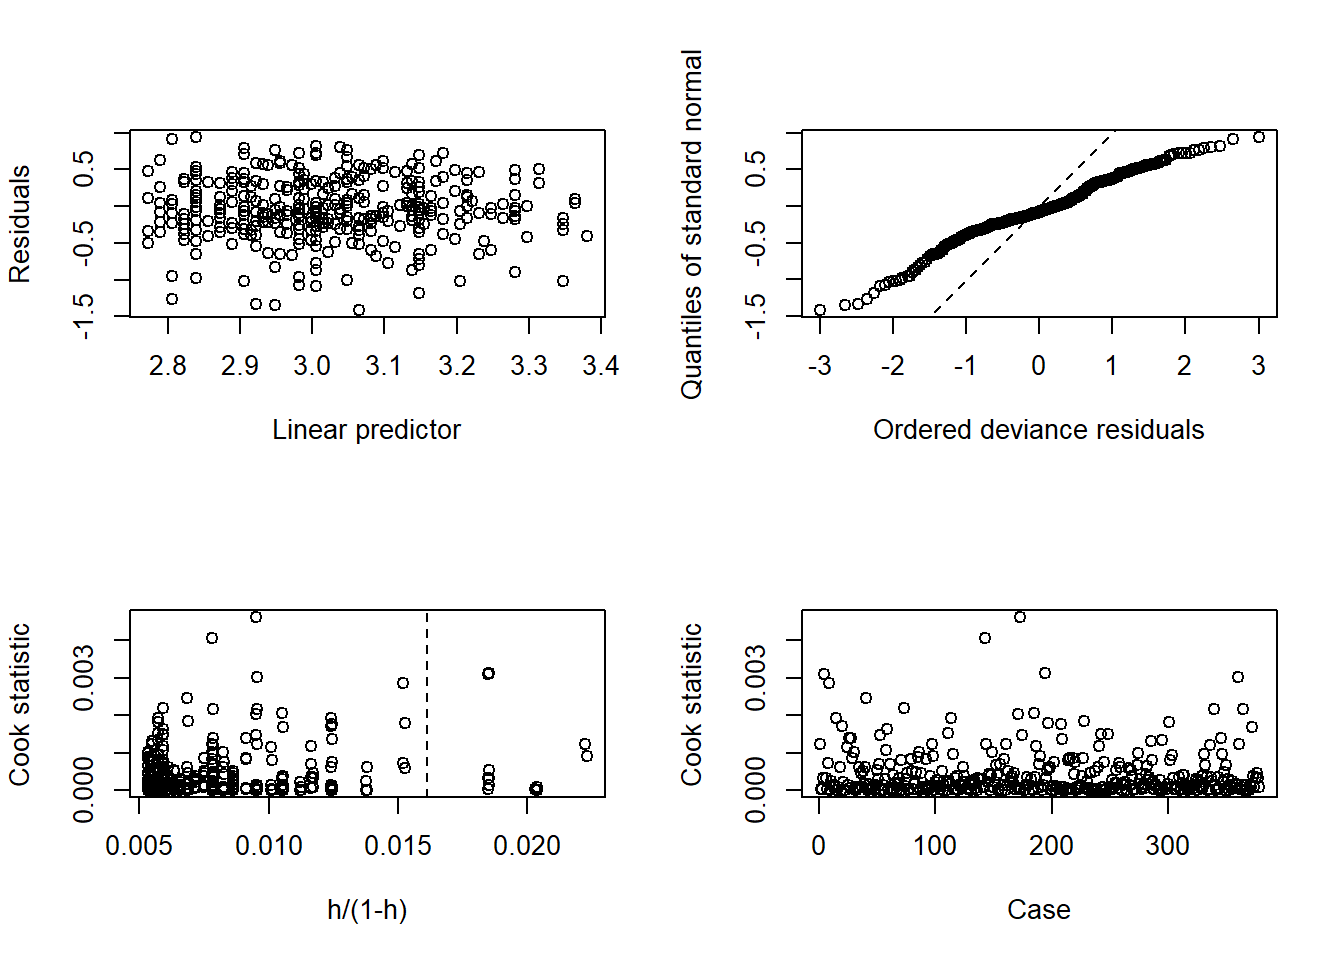 Residuals
0.5
-0.5
-1.5
2.8 2.9 3.0 3.1 3.2 3.3 3.4
Linear predictor
Quantiles of standard normal
0.5
-0.5
-1.5
-3 -2 -1 0 1 2 3
Ordered deviance residuals
Cook statistic
0.003
0.000
0.005 0.010 0.015 0.020
h/(1-h)
Cook statistic
0.003
0.000
0 100 200 300
Case